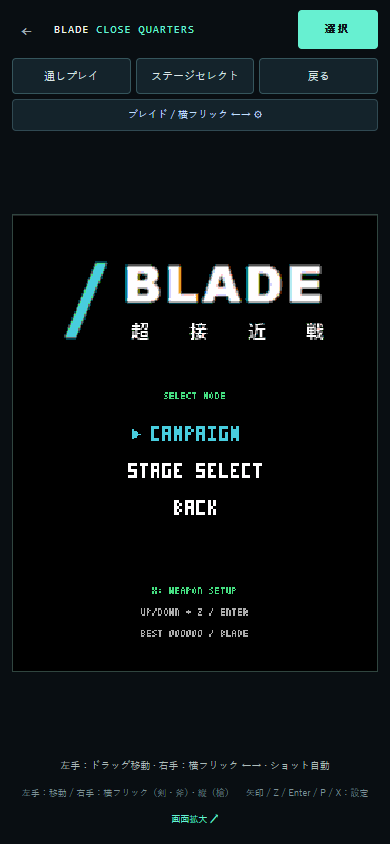 ← BLADE CLOSE QUARTERS 選択
通しプレイ ステージセレクト 戻る
ブレイド / 横フリック ←→ ⚙
BLADE
超接近戦
SELECT MODE
▶ CAMPAIGN
STAGE SELECT
BACK
X: WEAPON SETUP
UP/DOWN + Z / ENTER
BEST 000000 / BLADE
左手：ドラッグ移動・右手：横フリック ←→・ショット自動
左手：移動 / 右手：横フリック（剣・斧）・縦（槍） 矢印 / Z / Enter / P / X：設定
画面拡大 ⤢